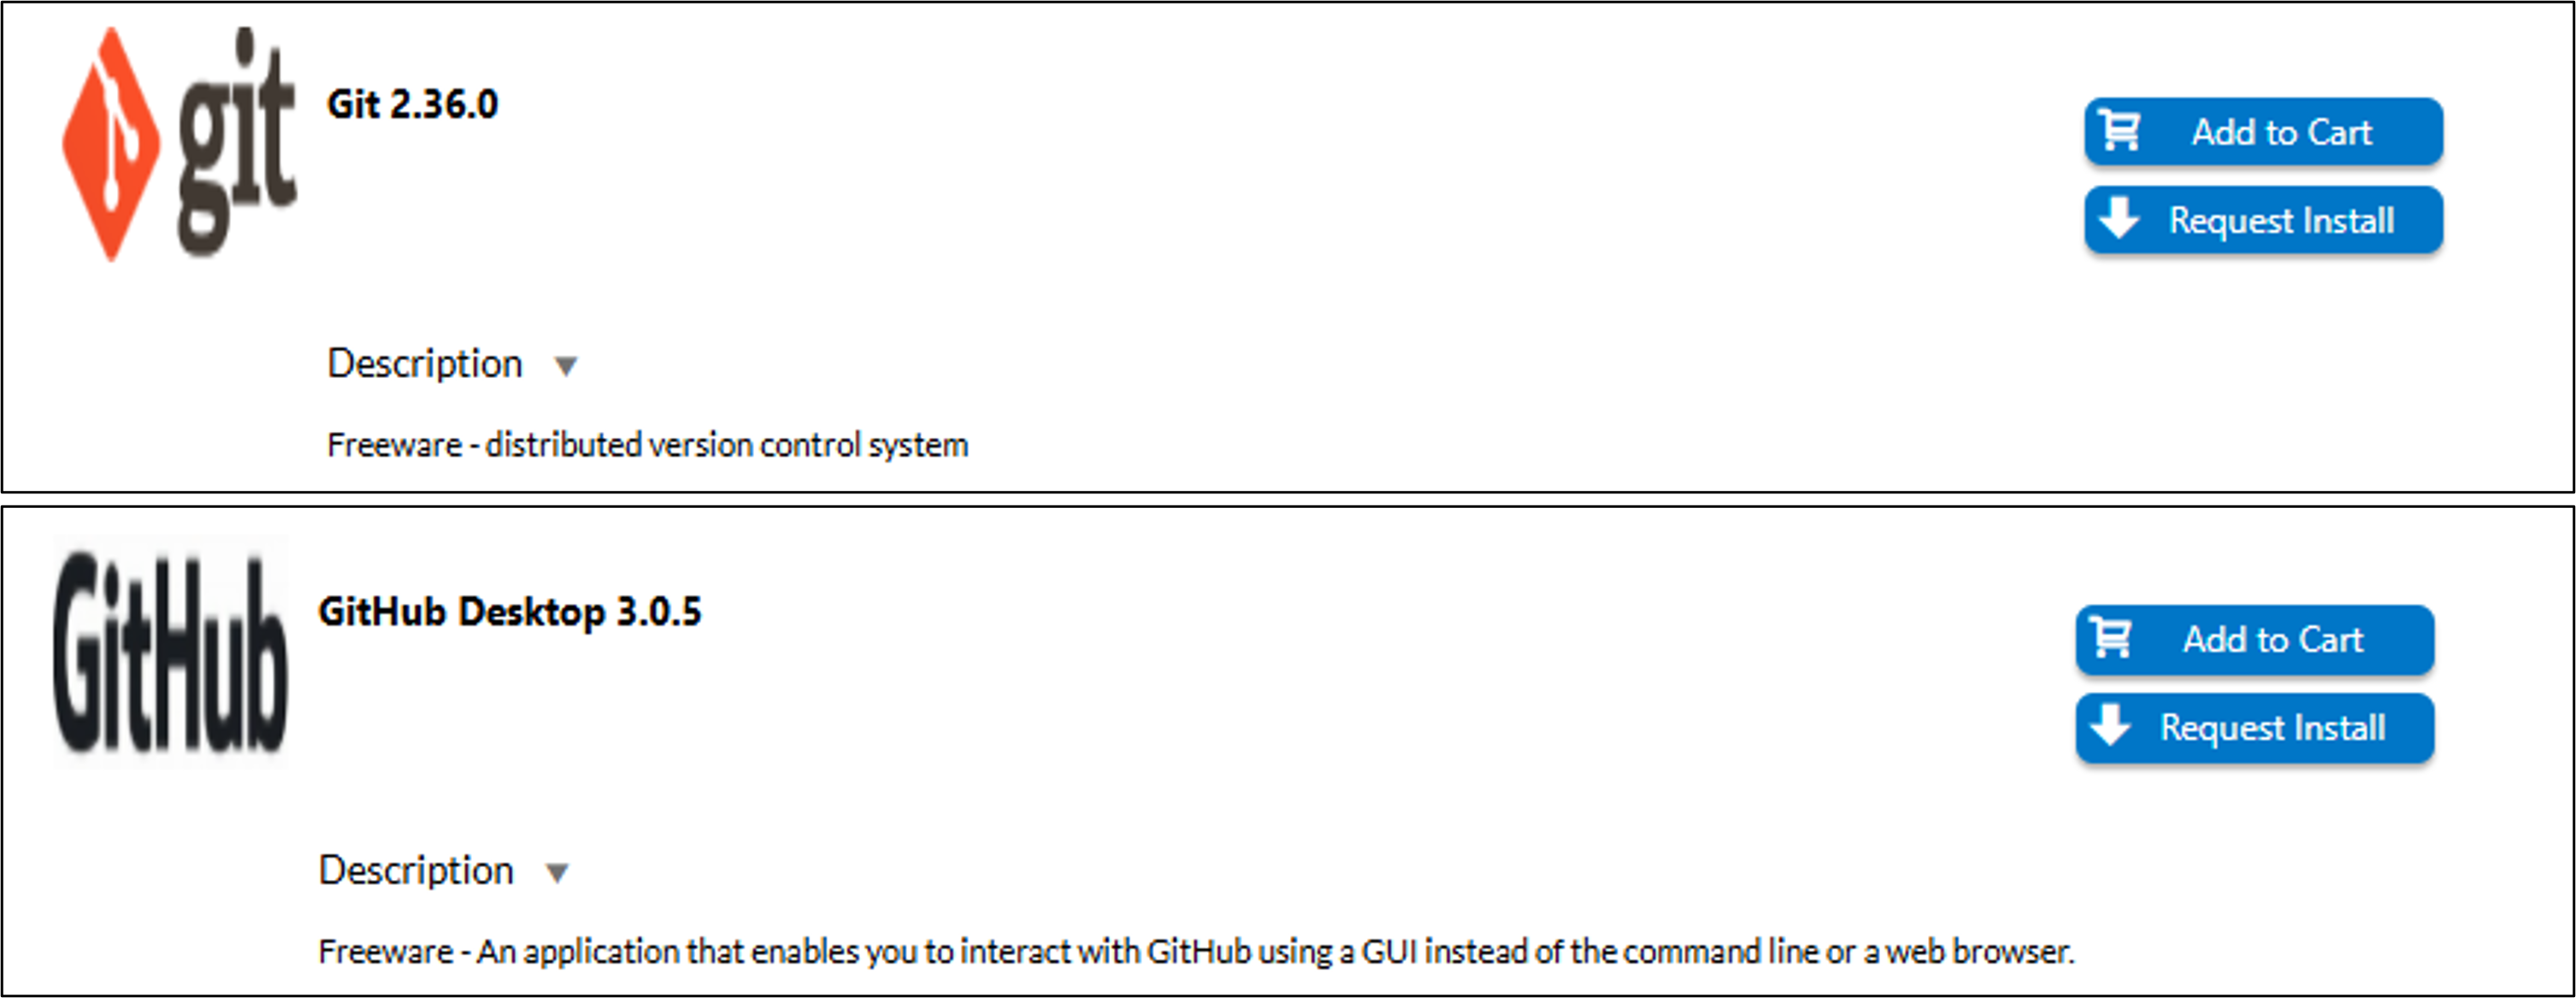 git
Git 2.36.0
Add to Cart
Request Install
Description
Freeware - distributed version control system
GitHub
GitHub Desktop 3.0.5
Add to Cart
Request Install
Description
Freeware - An application that enables you to interact with GitHub using a GUI instead of the command line or a web browser.